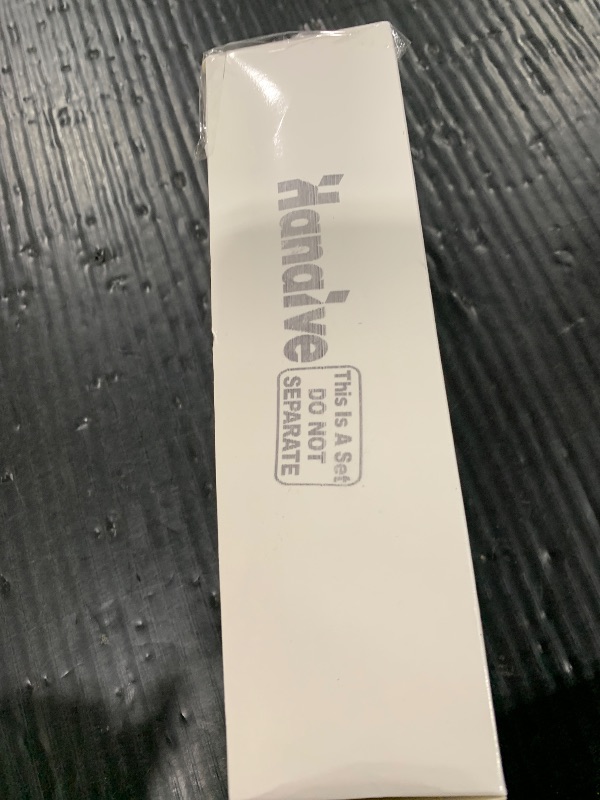 Hanaive
This Is A Set
DO NOT
SEPARATE